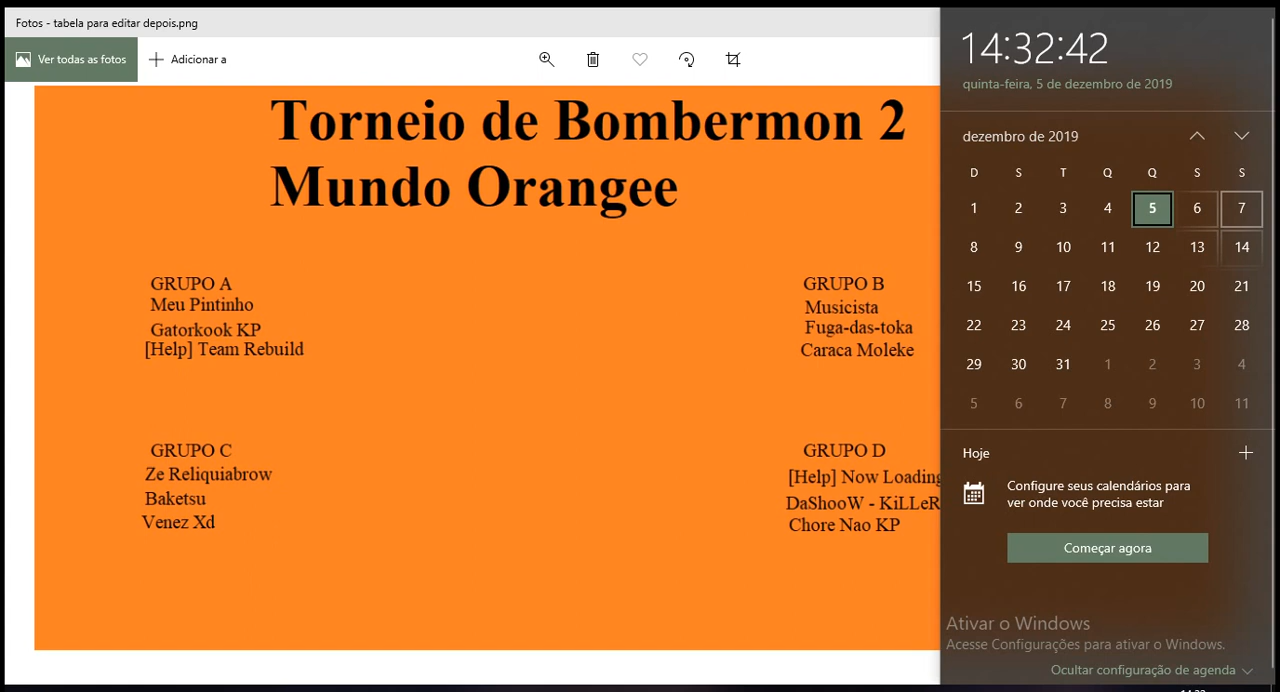 Fotos - tabela para editar depois.png
Ver todas as fotos
Adicionar a
Torneio de Bombermon 2
Mundo Orangee
GRUPO A
Meu Pintinho
Gatorkook KP
[Help] Team Rebuild
GRUPO B
Musicista
Fuga-das-toka
Caraca Moleke
GRUPO C
Ze Reliquiabrow
Baketsu
Venez Xd
GRUPO D
[Help] Now Loading
DaShooW - KiLLeR
Chore Nao KP
14:32:42
quinta-feira, 5 de dezembro de 2019
dezembro de 2019
D S T Q Q S S
1 2 3 4 5 6 7
8 9 10 11 12 13 14
15 16 17 18 19 20 21
22 23 24 25 26 27 28
29 30 31 1 2 3 4
5 6 7 8 9 10 11
Hoje
Configure seus calendários para
ver onde você precisa estar
Começar agora
Ativar o Windows
Acesse Configurações para ativar o Windows.
Ocultar configuração de agenda